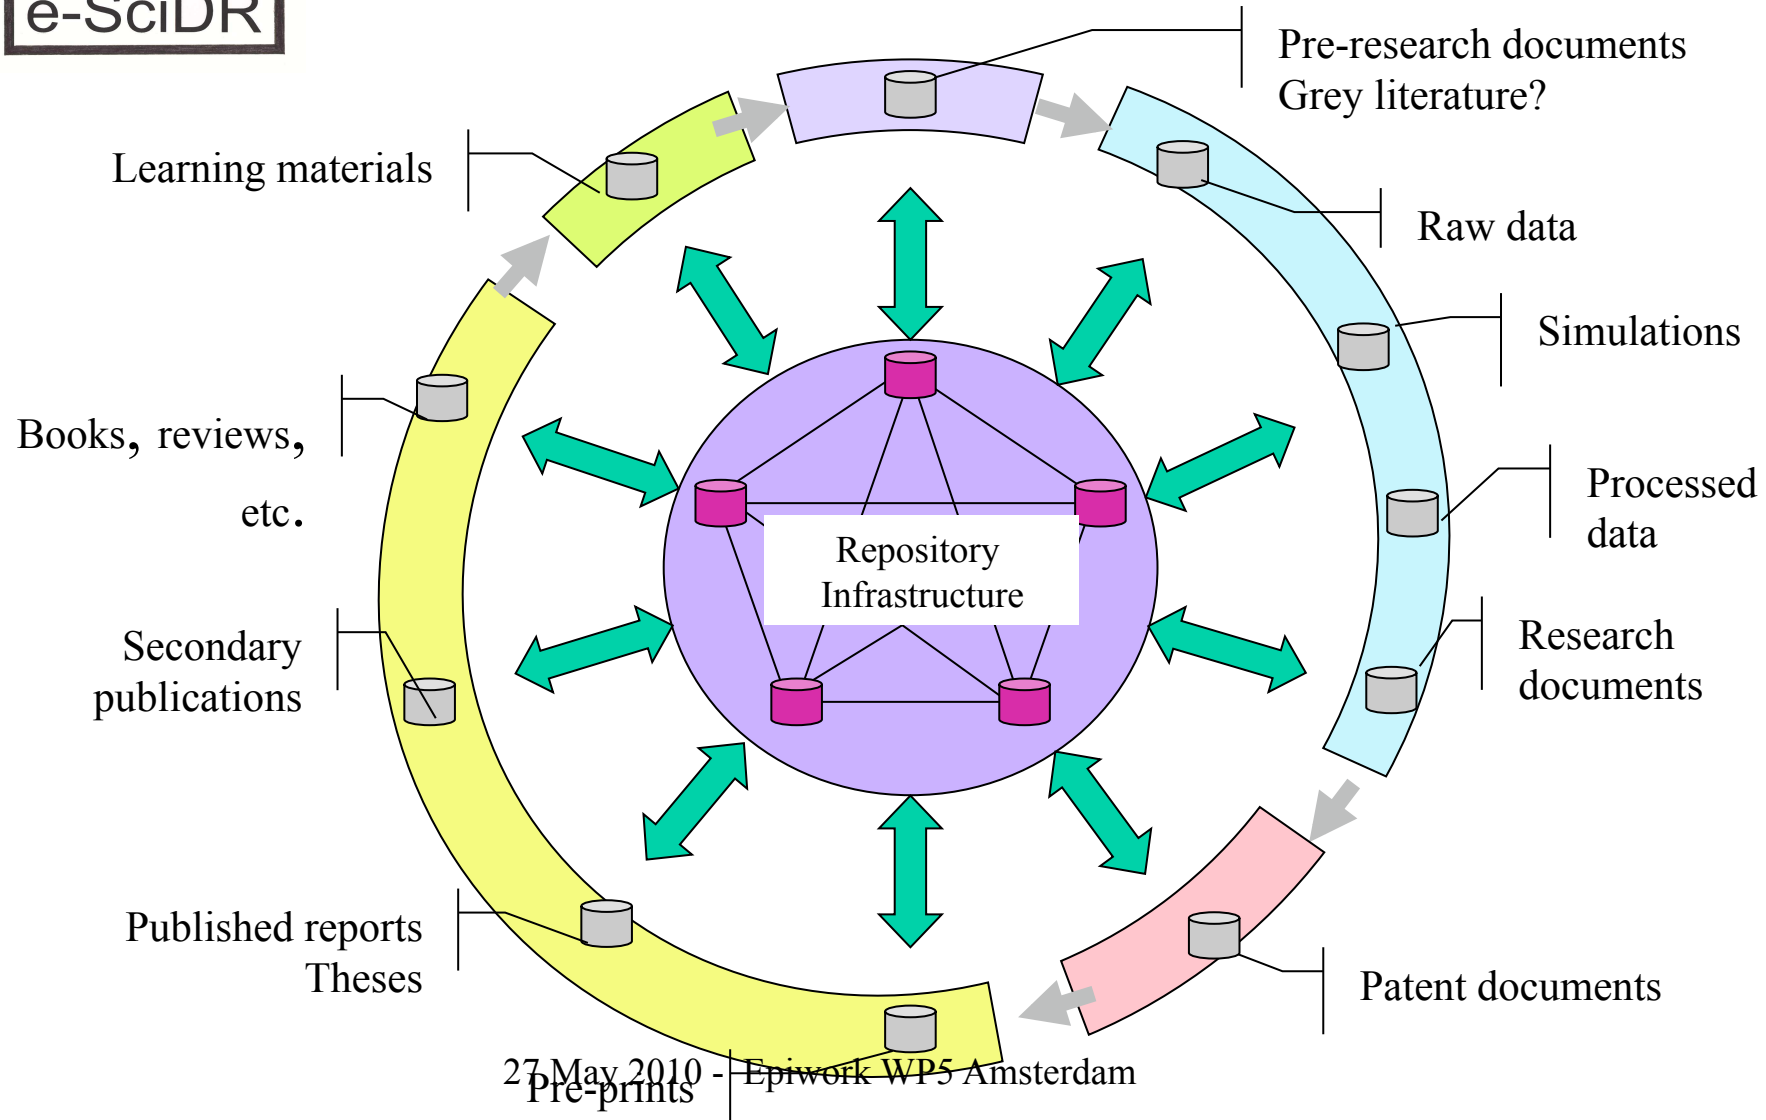 e-SciDR
Pre-research documents
Grey literature?
Learning materials
Raw data
Simulations
Books, reviews,
etc.
Processed
data
Repository
Infrastructure
Secondary
publications
Research
documents
Published reports
Theses
Patent documents
27 May 2010 - Epiwork WP5 Amsterdam
Pre-prints